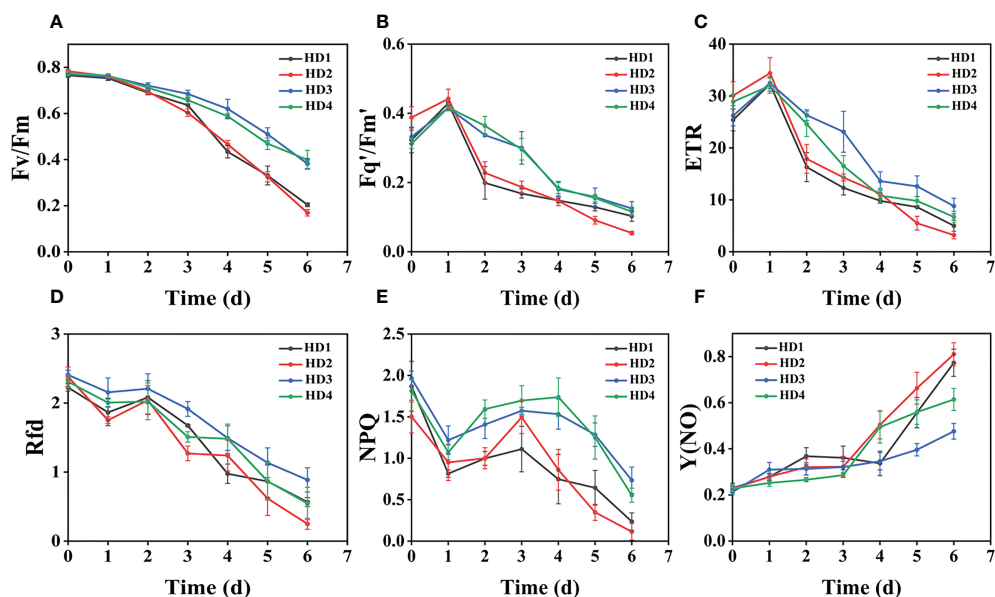 A
B
C
Fv/Fm
0.8
0.6
0.4
0.2
0.0
0 1 2 3 4 5 6 7
Time (d)
HD1
HD2
HD3
HD4
Fq'/Fm'
0.6
0.4
0.2
0.0
0 1 2 3 4 5 6 7
Time (d)
HD1
HD2
HD3
HD4
ETR
40
30
20
10
0
0 1 2 3 4 5 6 7
Time (d)
HD1
HD2
HD3
HD4
D
E
F
Rfd
3
2
1
0
0 1 2 3 4 5 6 7
Time (d)
HD1
HD2
HD3
HD4
NPQ
2.5
2.0
1.5
1.0
0.5
0.0
0 1 2 3 4 5 6 7
Time (d)
HD1
HD2
HD3
HD4
Y(NO)
0.8
0.6
0.4
0.2
0.0
0 1 2 3 4 5 6 7
Time (d)
HD1
HD2
HD3
HD4